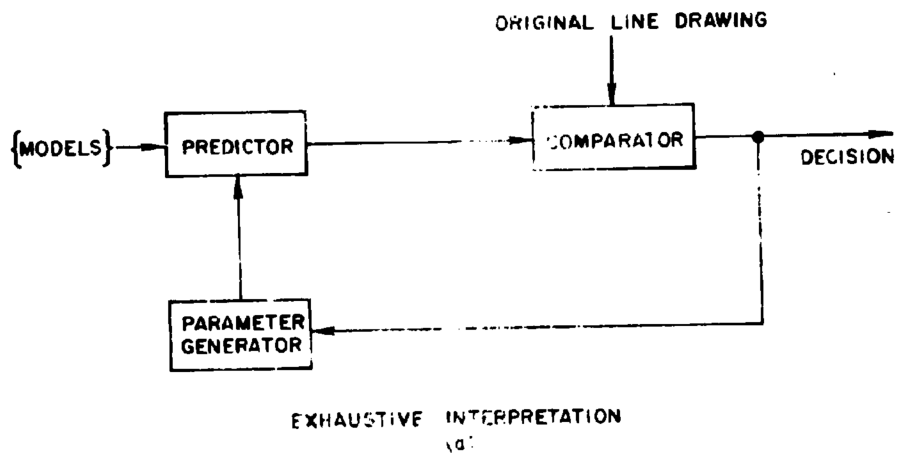 ORIGINAL LINE DRAWING
{MODELS}
PREDICTOR
COMPARATOR
DECISION
PARAMETER
GENERATOR
EXHAUSTIVE INTERPRETATION
(a)